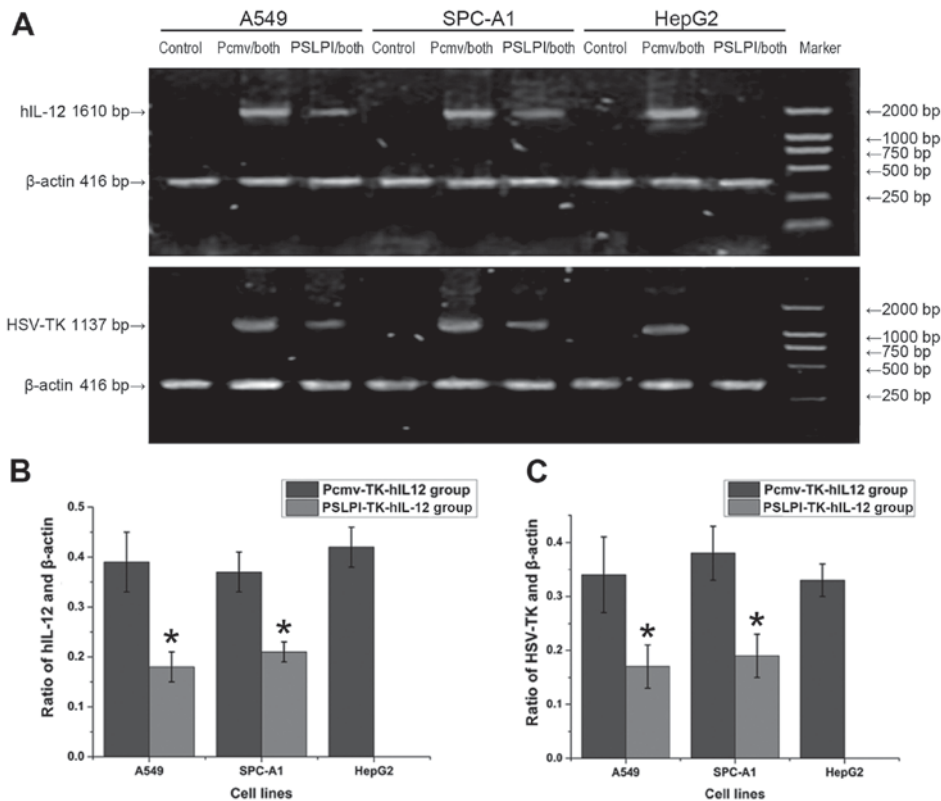 A
A549 SPC-A1 HepG2
Control Pcmv/both PSLPI/both Control Pcmv/both PSLPI/both Control Pcmv/both PSLPI/both Marker
hIL-12 1610 bp→ ←2000 bp
←1000 bp
←750 bp
←500 bp
β-actin 416 bp→
←250 bp
HSV-TK 1137 bp→ ←2000 bp
←1000 bp
←750 bp
←500 bp
β-actin 416 bp→
←250 bp
B
Pcmv-TK-hIL12 group
PSLPI-TK-hIL-12 group
Ratio of hIL-12 and β-actin
0.5
0.4
0.3
0.2
0.1
0.0
* *
A549 SPC-A1 HepG2
Cell lines
C
Pcmv-TK-hIL12 group
PSLPI-TK-hIL-12 group
Ratio of HSV-TK and β-actin
0.4
0.3
0.2
0.1
0.0
* *
A549 SPC-A1 HepG2
Cell lines